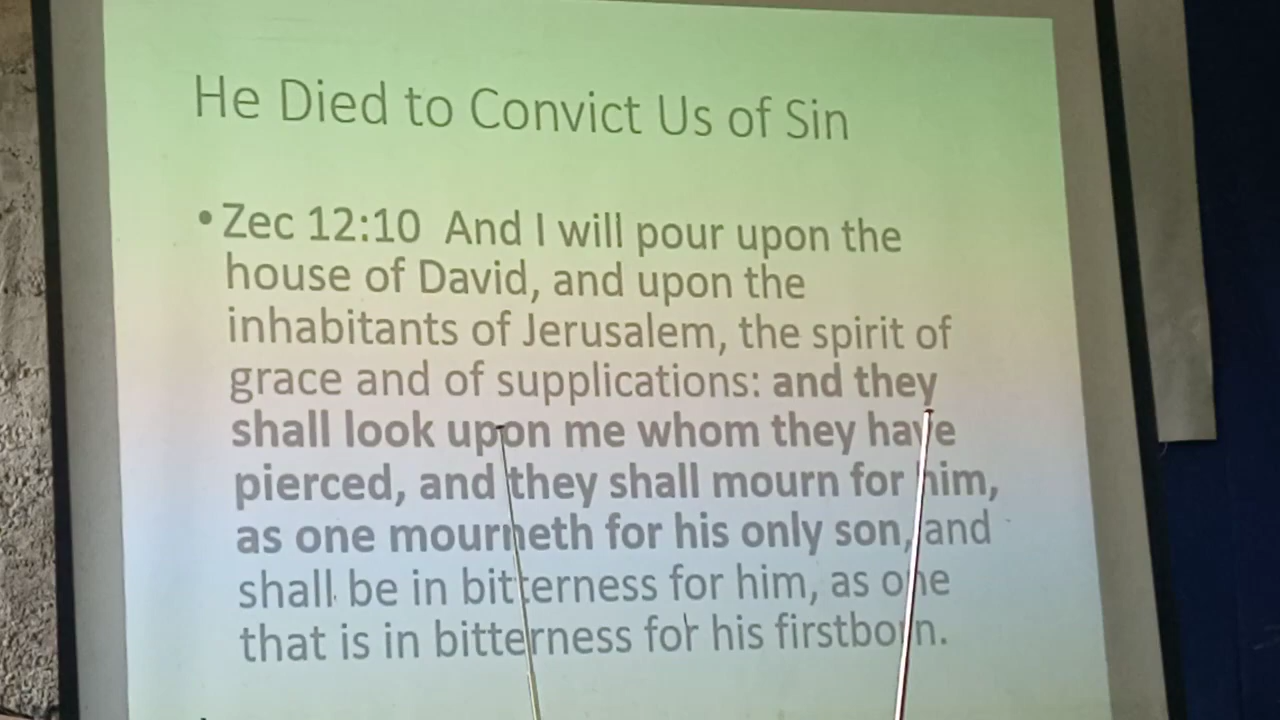 He Died to Convict Us of Sin
• Zec 12:10 And I will pour upon the
house of David, and upon the
inhabitants of Jerusalem, the spirit of
grace and of supplications: and they
shall look upon me whom they have
pierced, and they shall mourn for him,
as one mourneth for his only son, and
shall be in bitterness for him, as one
that is in bitterness for his firstborn.